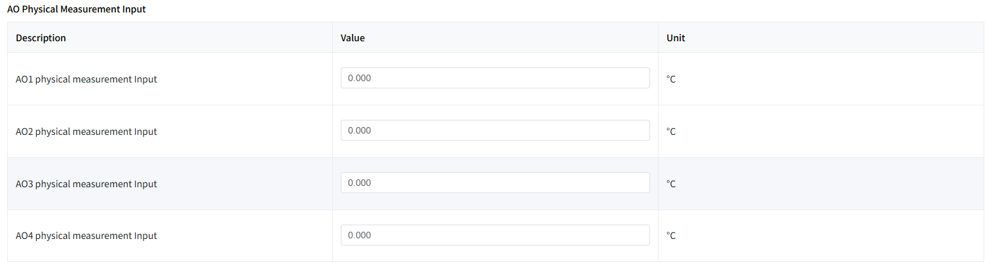 AO Physical Measurement Input
Description Value Unit
AO1 physical measurement Input 0.000 °C
AO2 physical measurement Input 0.000 °C
AO3 physical measurement Input 0.000 °C
AO4 physical measurement Input 0.000 °C